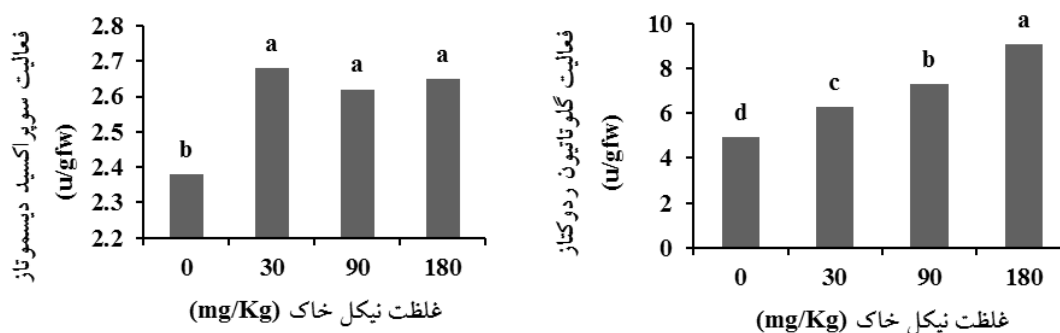 فعالیت سوپراکسید دیسموتاز
(u/gfw)
2.8
2.7
2.6
2.5
2.4
2.3
2.2
b
a
a
a
0 30 90 180
غلظت نیکل خاک (mg/Kg)
فعالیت گلوتاتیون ردوکتاز
(u/gfw)
10
8
6
4
2
0
d
c
b
a
0 30 90 180
غلظت نیکل خاک (mg/Kg)